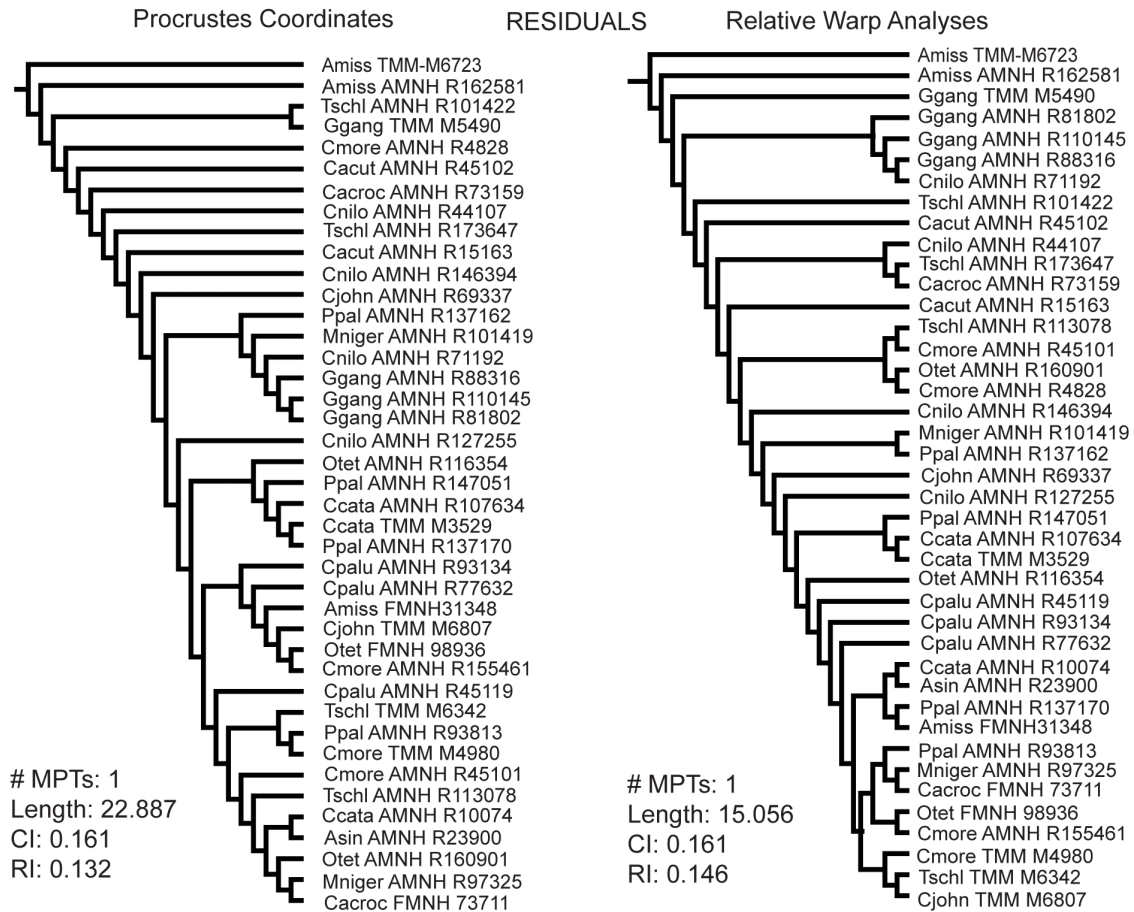 Procrustes Coordinates
RESIDUALS
Relative Warp Analyses
Amiss TMM-M6723
Amiss AMNH R162581
Tschl AMNH R101422
Ggang TMM M5490
Cmore AMNH R4828
Cacut AMNH R45102
Cacroc AMNH R73159
Cnilo AMNH R44107
Tschl AMNH R173647
Cacut AMNH R15163
Cnilo AMNH R146394
Cjohn AMNH R69337
Ppal AMNH R137162
Mniger AMNH R101419
Cnilo AMNH R71192
Ggang AMNH R88316
Ggang AMNH R110145
Ggang AMNH R81802
Cnilo AMNH R127255
Otet AMNH R116354
Ppal AMNH R147051
Ccata AMNH R107634
Ccata TMM M3529
Ppal AMNH R137170
Cpalu AMNH R93134
Cpalu AMNH R77632
Amiss FMNH31348
Cjohn TMM M6807
Otet FMNH 98936
Cmore AMNH R155461
Cpalu AMNH R45119
Tschl TMM M6342
Ppal AMNH R93813
Cmore TMM M4980
Cmore AMNH R45101
Tschl AMNH R113078
Ccata AMNH R10074
Asin AMNH R23900
Otet AMNH R160901
Mniger AMNH R97325
Cacroc FMNH 73711
# MPTs: 1
Length: 22.887
CI: 0.161
RI: 0.132
Amiss TMM-M6723
Amiss AMNH R162581
Ggang TMM M5490
Ggang AMNH R81802
Ggang AMNH R110145
Ggang AMNH R88316
Cnilo AMNH R71192
Tschl AMNH R101422
Cacut AMNH R45102
Cnilo AMNH R44107
Tschl AMNH R173647
Cacroc AMNH R73159
Cacut AMNH R15163
Tschl AMNH R113078
Cmore AMNH R45101
Otet AMNH R160901
Cmore AMNH R4828
Cnilo AMNH R146394
Mniger AMNH R101419
Ppal AMNH R137162
Cjohn AMNH R69337
Cnilo AMNH R127255
Ppal AMNH R147051
Ccata AMNH R107634
Ccata TMM M3529
Otet AMNH R116354
Cpalu AMNH R45119
Cpalu AMNH R93134
Cpalu AMNH R77632
Ccata AMNH R10074
Asin AMNH R23900
Ppal AMNH R137170
Amiss FMNH31348
Ppal AMNH R93813
Mniger AMNH R97325
Cacroc FMNH 73711
Otet FMNH 98936
Cmore AMNH R155461
Cmore TMM M4980
Tschl TMM M6342
Cjohn TMM M6807
# MPTs: 1
Length: 15.056
CI: 0.161
RI: 0.146